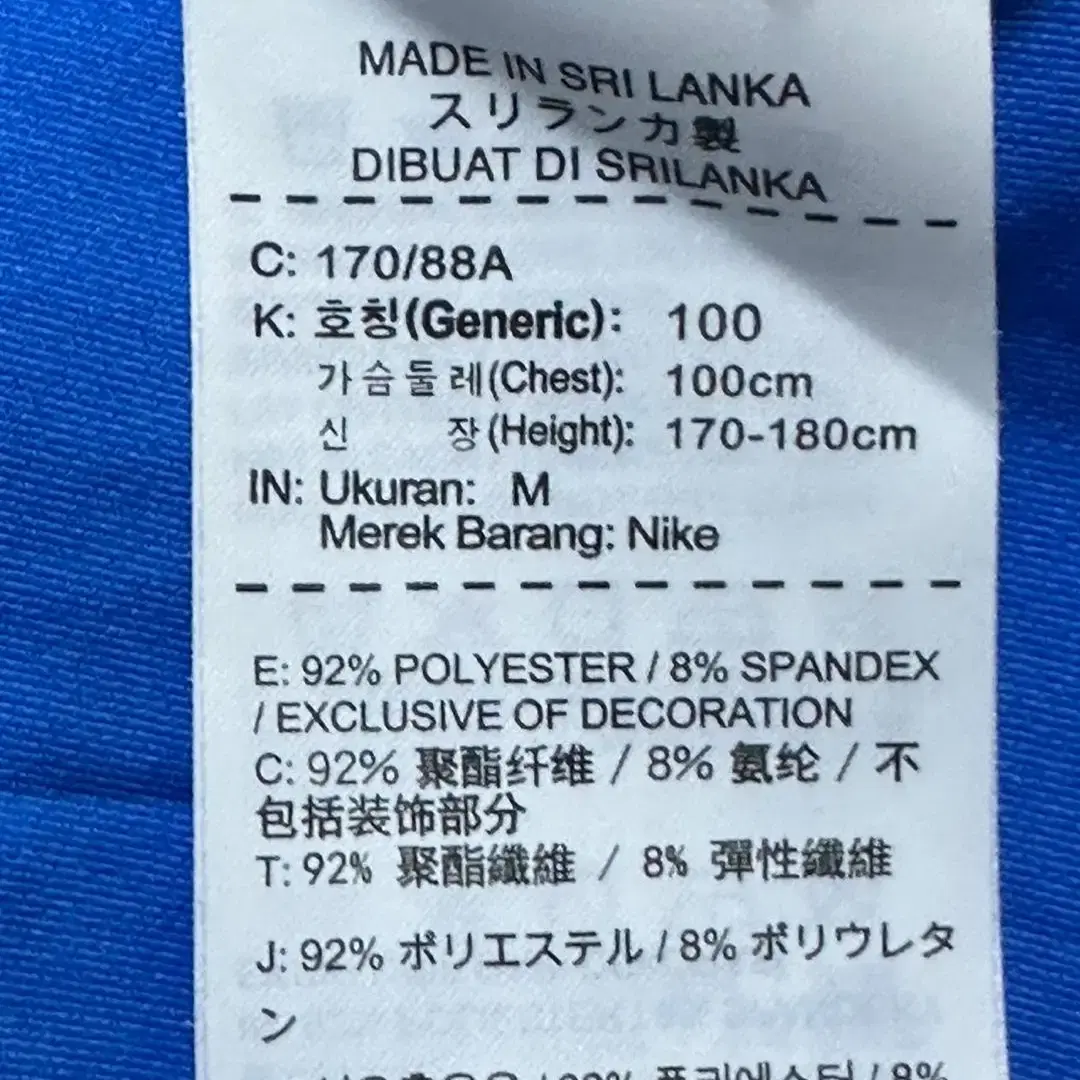 MADE IN SRI LANKA
スリランカ製
DIBUAT DI SRILANKA
C: 170/88A
K: 호칭(Generic): 100
가슴둘레(Chest): 100cm
신 장(Height): 170-180cm
IN: Ukuran: M
Merek Barang: Nike
E: 92% POLYESTER / 8% SPANDEX
/ EXCLUSIVE OF DECORATION
C: 92% 聚酯纤维 / 8% 氨纶 / 不
包括装饰部分
T: 92% 聚酯纖維 / 8% 彈性纖維
J: 92% ポリエステル / 8% ポリウレタ
ン